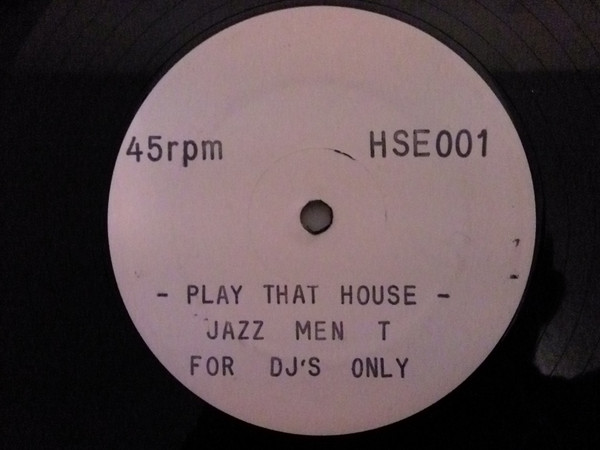 45rpm HSE001
- PLAY THAT HOUSE -
JAZZ MEN T
FOR DJ'S ONLY